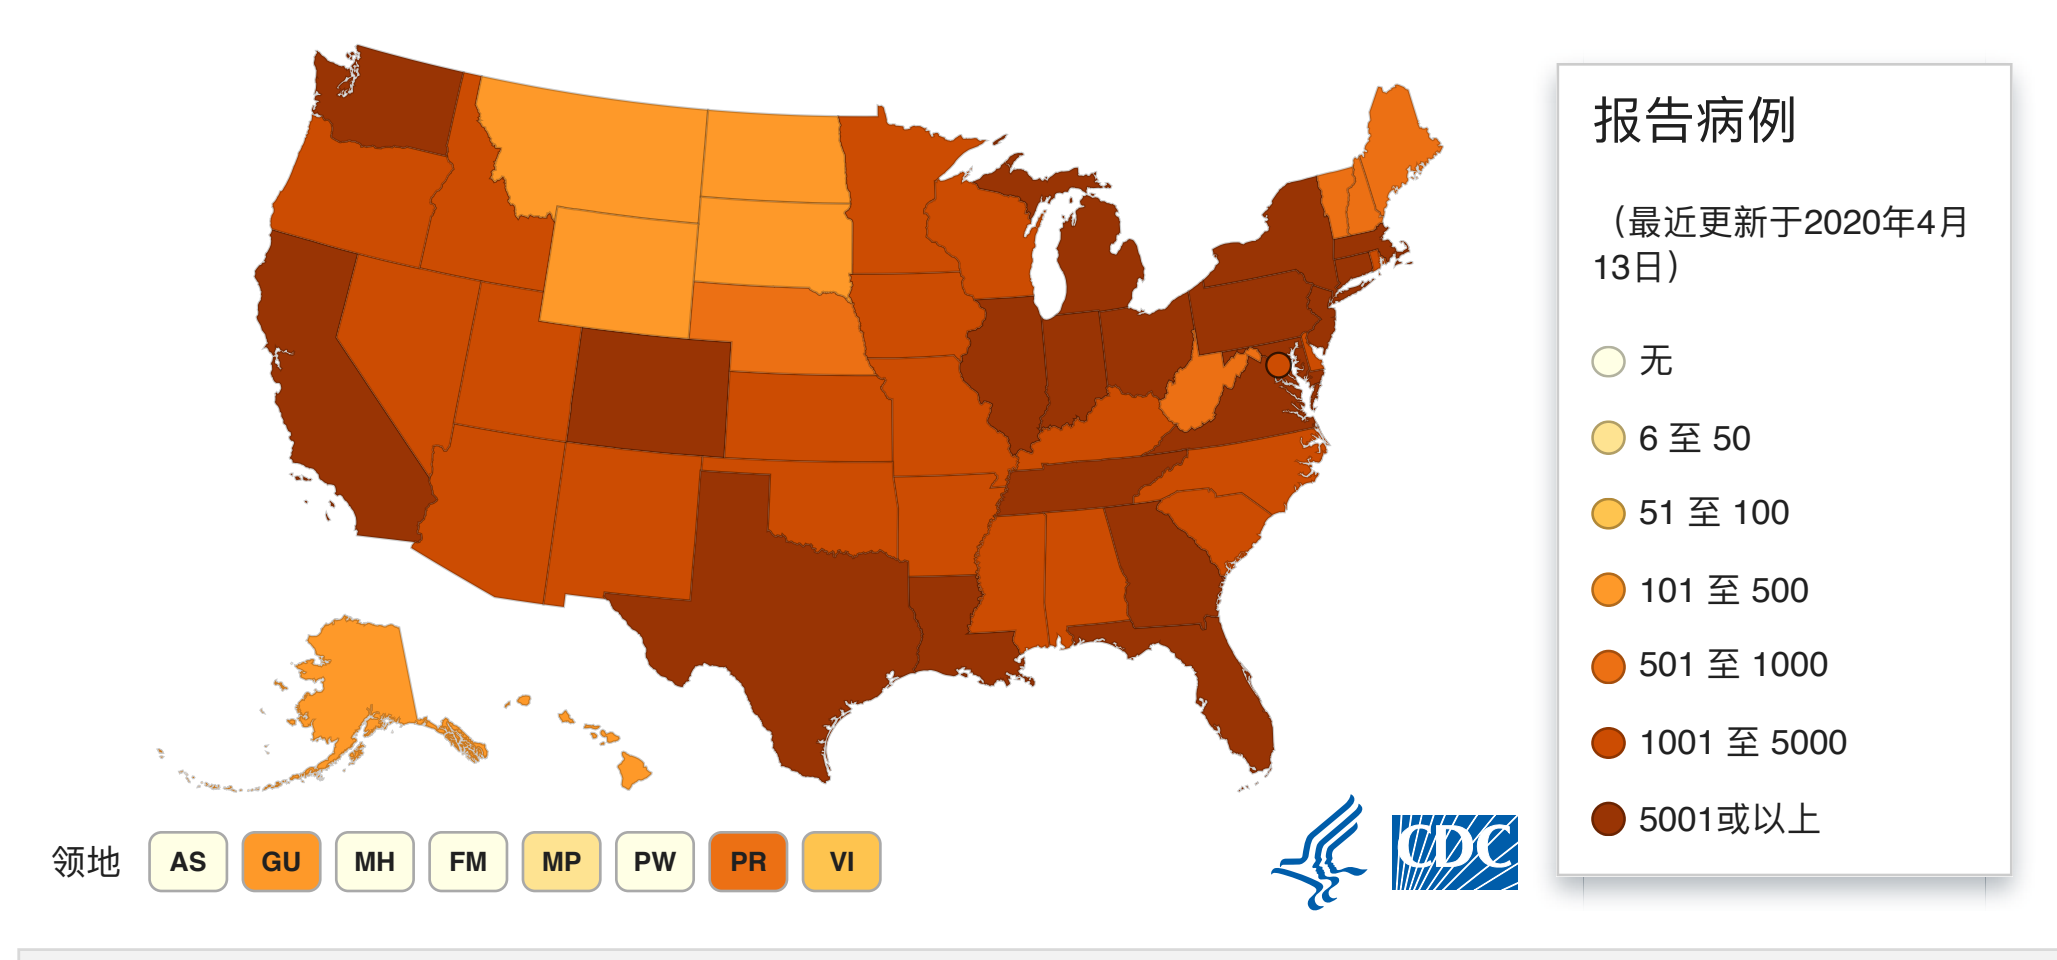 报告病例
（最近更新于2020年4月
13日）
无
6 至 50
51 至 100
101 至 500
501 至 1000
1001 至 5000
5001或以上
领地
AS
GU
MH
FM
MP
PW
PR
VI
CDC